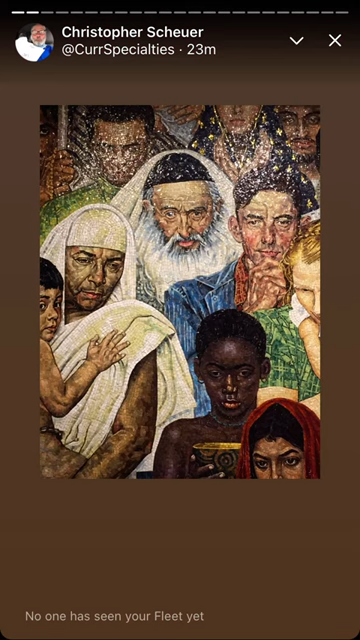 Christopher Scheuer
@CurrSpecialties · 23m
No one has seen your Fleet yet